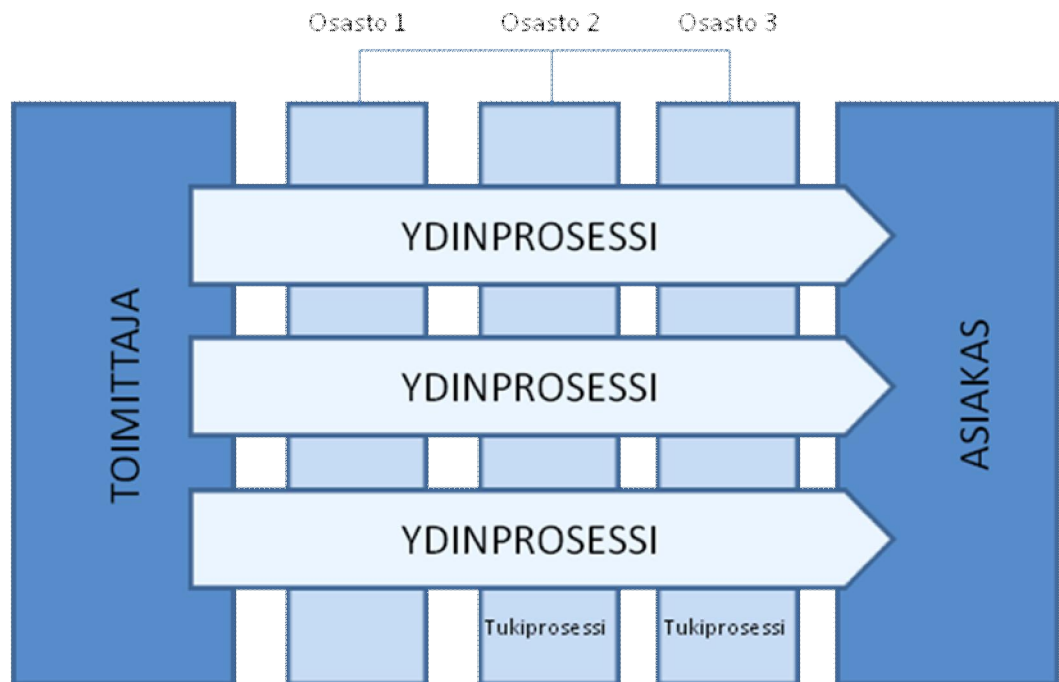 Osasto 1
Osasto 2
Osasto 3
TOIMITTAJA
YDINPROSESSI
YDINPROSESSI
YDINPROSESSI
ASIAKAS
Tukiprosessi
Tukiprosessi